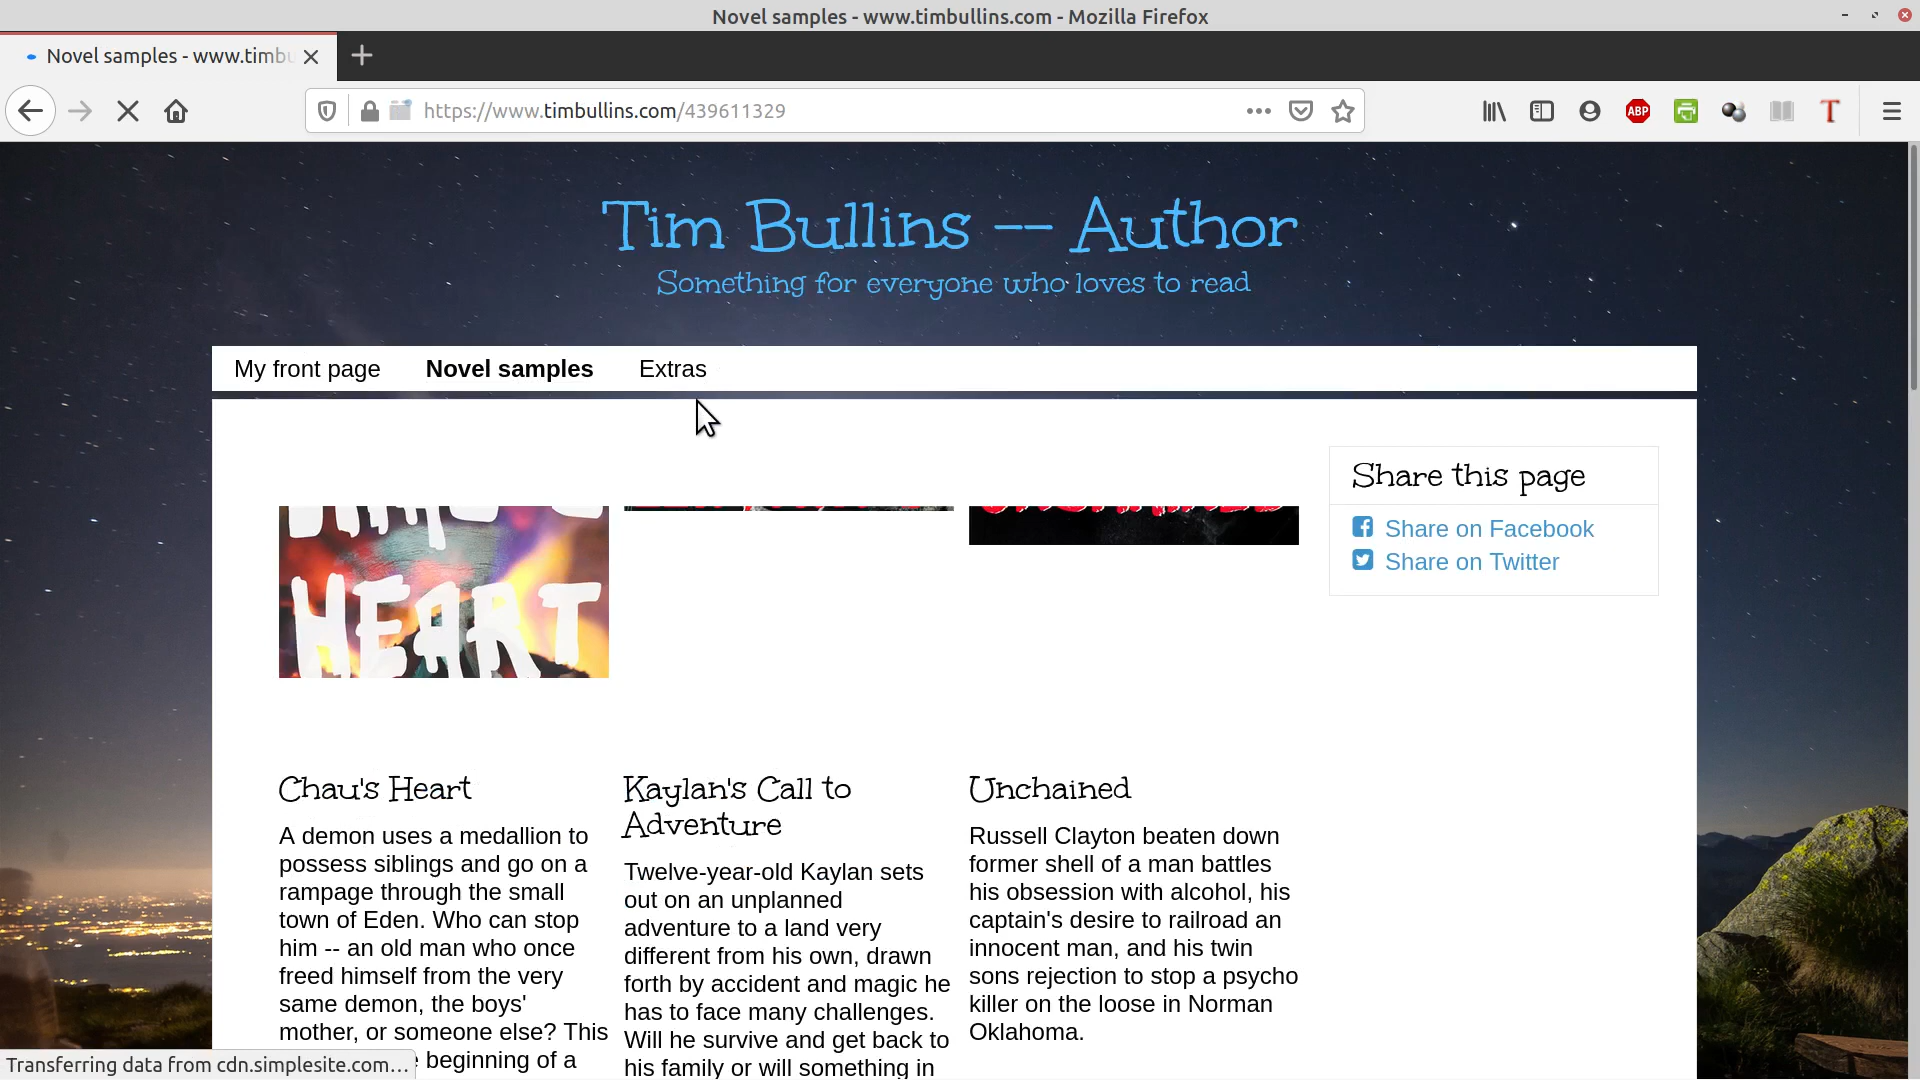 Novel samples - www.timbullins.com - Mozilla Firefox
Novel samples - www.timbu
https://www.timbullins.com/439611329
ABP
T
Tim Bullins -- Author
Something for everyone who loves to read
My front page Novel samples Extras
Share this page
Share on Facebook
Share on Twitter
HEART
Chau's Heart
A demon uses a medallion to
possess siblings and go on a
rampage through the small
town of Eden. Who can stop
him -- an old man who once
freed himself from the very
same demon, the boys'
mother, or someone else? This
beginning of a
Kaylan's Call to
Adventure
Twelve-year-old Kaylan sets
out on an unplanned
adventure to a land very
different from his own, drawn
forth by accident and magic he
has to face many challenges.
Will he survive and get back to
his family or will something in
Unchained
Russell Clayton beaten down
former shell of a man battles
his obsession with alcohol, his
captain's desire to railroad an
innocent man, and his twin
sons rejection to stop a psycho
killer on the loose in Norman
Oklahoma.
Transferring data from cdn.simplesite.com…